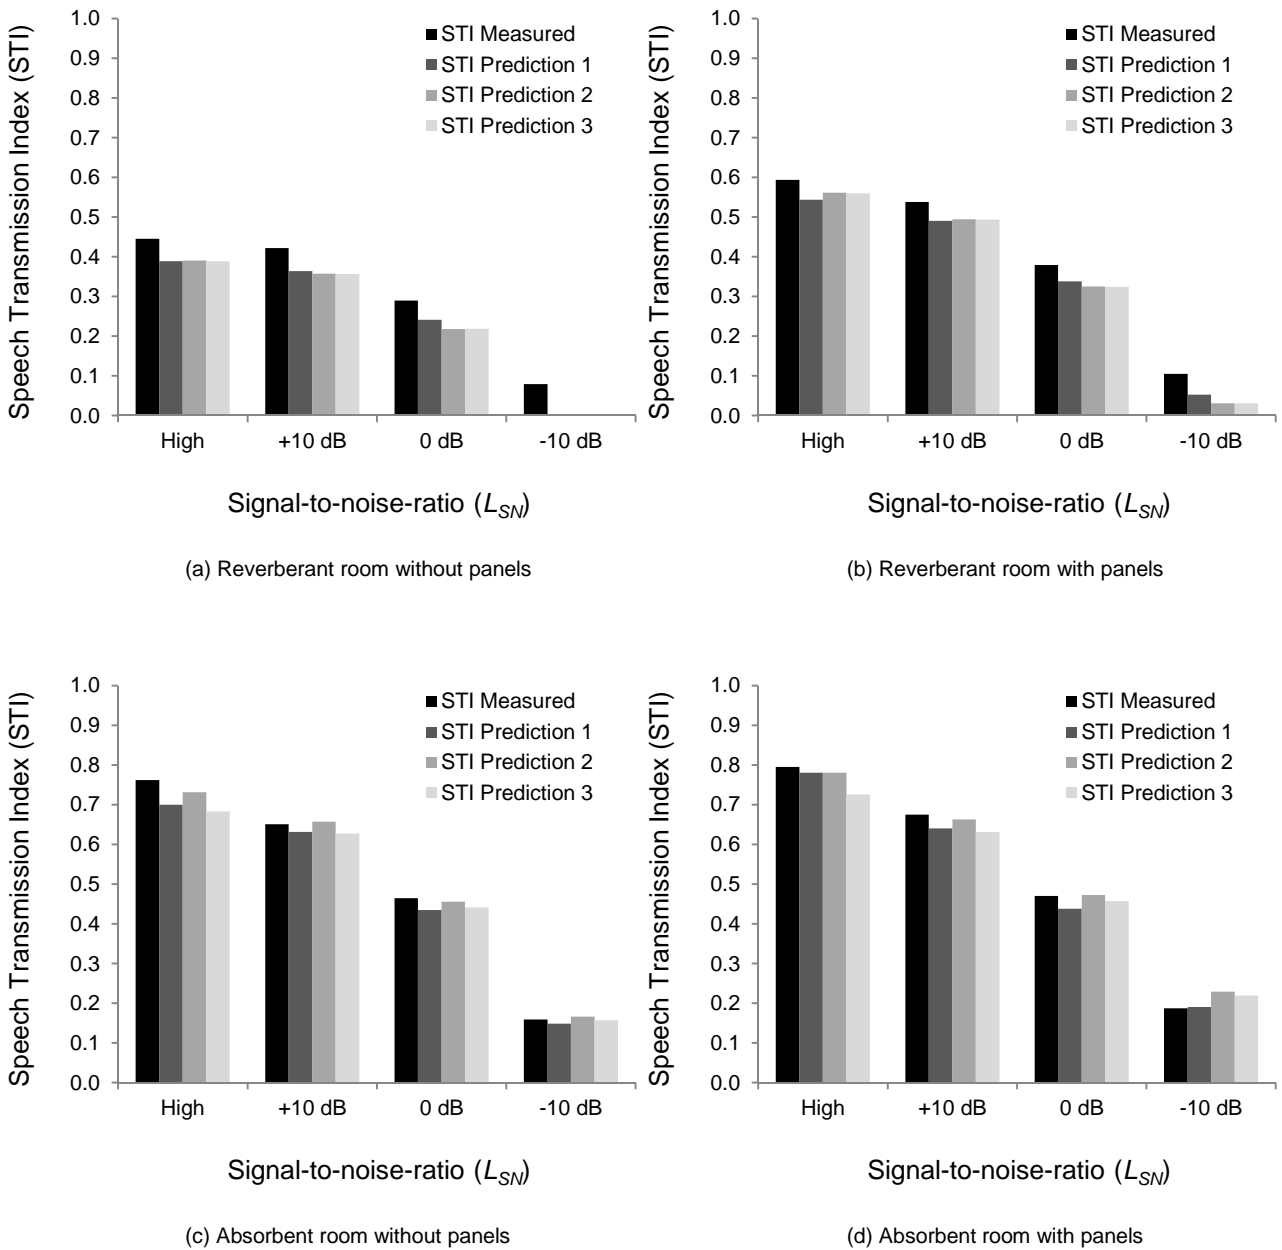 Speech Transmission Index (STI)
1.0
0.9
0.8
0.7
0.6
0.5
0.4
0.3
0.2
0.1
0.0
STI Measured
STI Prediction 1
STI Prediction 2
STI Prediction 3
High +10 dB 0 dB -10 dB
Signal-to-noise-ratio (LSN)
(a) Reverberant room without panels
Speech Transmission Index (STI)
1.0
0.9
0.8
0.7
0.6
0.5
0.4
0.3
0.2
0.1
0.0
STI Measured
STI Prediction 1
STI Prediction 2
STI Prediction 3
High +10 dB 0 dB -10 dB
Signal-to-noise-ratio (LSN)
(b) Reverberant room with panels
Speech Transmission Index (STI)
1.0
0.9
0.8
0.7
0.6
0.5
0.4
0.3
0.2
0.1
0.0
STI Measured
STI Prediction 1
STI Prediction 2
STI Prediction 3
High +10 dB 0 dB -10 dB
Signal-to-noise-ratio (LSN)
(c) Absorbent room without panels
Speech Transmission Index (STI)
1.0
0.9
0.8
0.7
0.6
0.5
0.4
0.3
0.2
0.1
0.0
STI Measured
STI Prediction 1
STI Prediction 2
STI Prediction 3
High +10 dB 0 dB -10 dB
Signal-to-noise-ratio (LSN)
(d) Absorbent room with panels